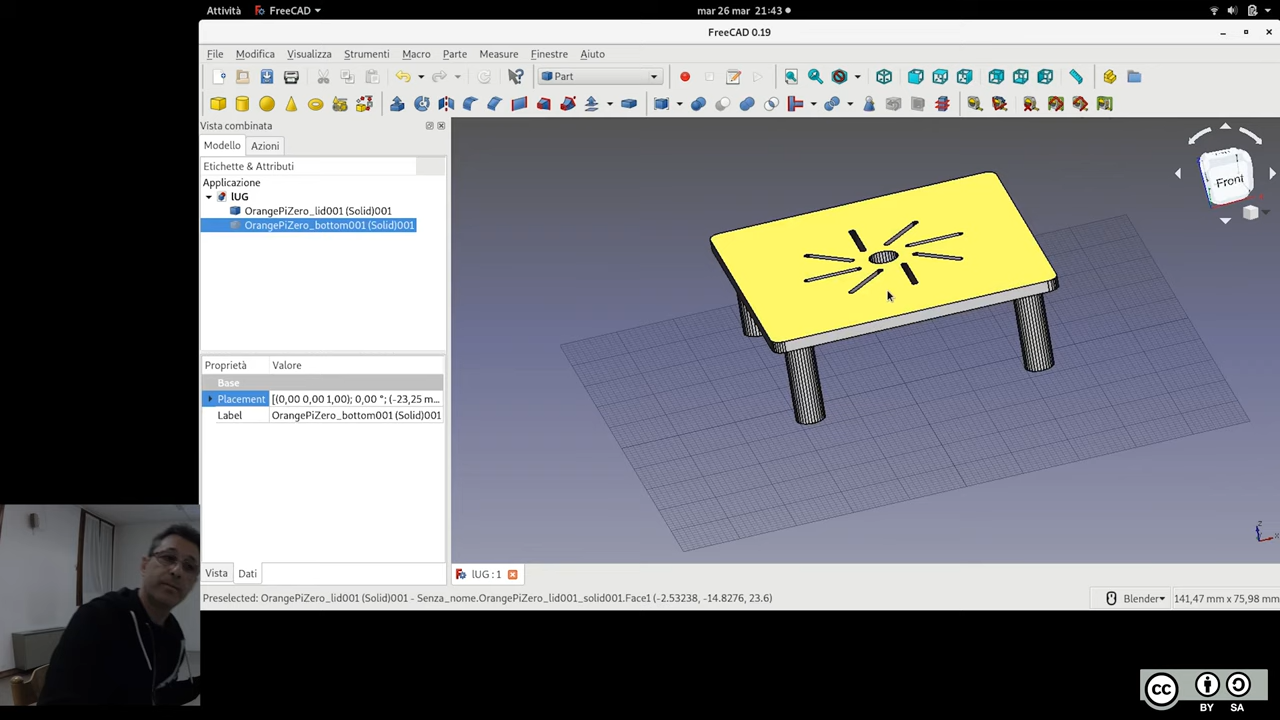 Attività FreeCAD mar 26 mar 21:43
FreeCAD 0.19
File Modifica Visualizza Strumenti Macro Parte Measure Finestre Aiuto
Part
Vista combinata
Modello Azioni
Etichette & Attributi
Applicazione
lUG
OrangePiZero_lid001 (Solid)001
OrangePiZero_bottom001 (Solid)001
Front
Proprietà Valore
Base
Placement [(0,00 0,00 1,00); 0,00 °; (-23,25 m...
Label OrangePiZero_bottom001 (Solid)001
Vista Dati
lUG : 1
Preselected: OrangePiZero_lid001 (Solid)001 - Senza_nome.OrangePiZero_lid001_solid001.Face1 (-2.53238, -14.8276, 23.6)
Blender 141,47 mm x 75,98 mm
cc BY SA